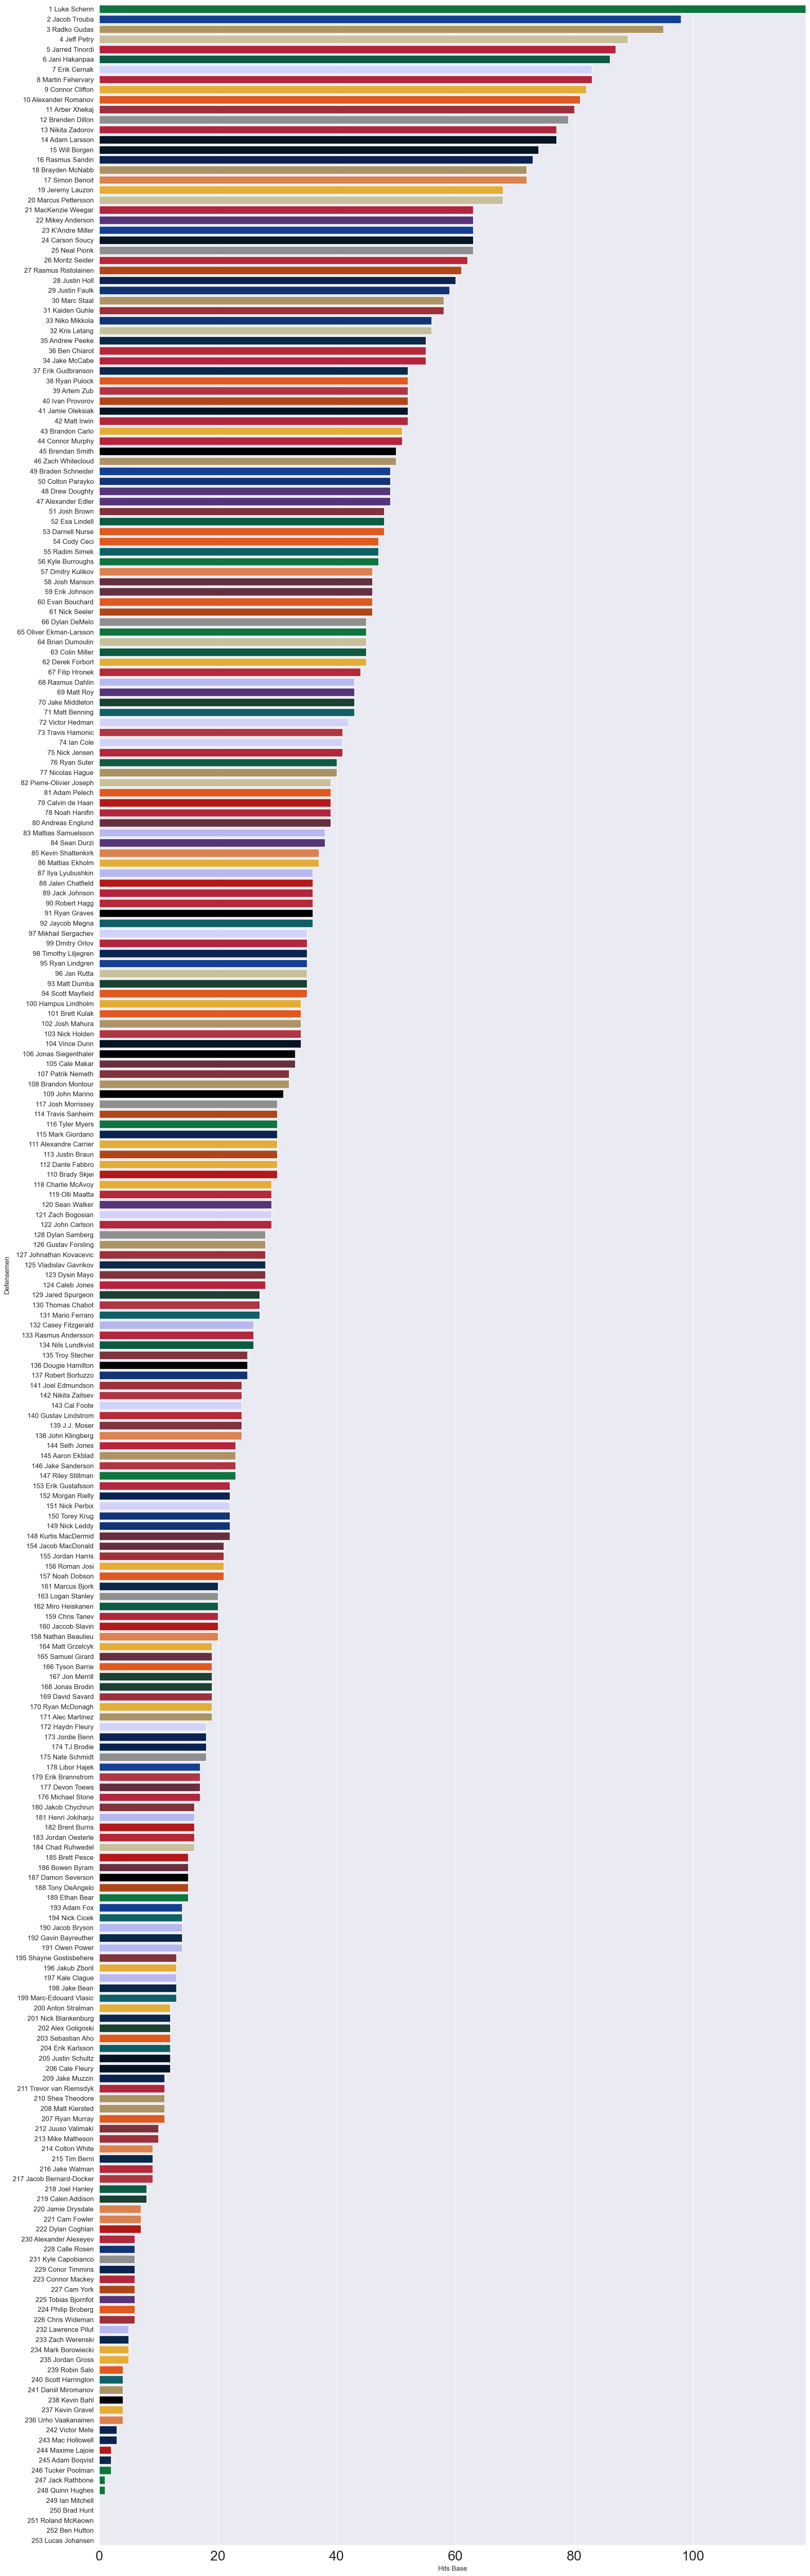 1 Luke Schenn
2 Jacob Trouba
3 Radko Gudas
4 Jeff Petry
5 Jarred Tinordi
6 Jani Hakanpaa
7 Erik Cernak
8 Martin Fehervary
9 Connor Clifton
10 Alexander Romanov
11 Arber Xhekaj
12 Brenden Dillon
13 Nikita Zadorov
14 Adam Larsson
15 Will Borgen
16 Rasmus Sandin
18 Brayden McNabb
17 Simon Benoit
19 Jeremy Lauzon
20 Marcus Pettersson
21 MacKenzie Weegar
22 Mikey Anderson
23 K'Andre Miller
24 Carson Soucy
25 Neal Pionk
26 Moritz Seider
27 Rasmus Ristolainen
28 Justin Holl
29 Justin Faulk
30 Marc Staal
31 Kaiden Guhle
33 Niko Mikkola
32 Kris Letang
35 Andrew Peeke
36 Ben Chiarot
34 Jake McCabe
37 Erik Gudbranson
38 Ryan Pulock
39 Artem Zub
40 Ivan Provorov
41 Jamie Oleksiak
42 Matt Irwin
43 Brandon Carlo
44 Connor Murphy
45 Brendan Smith
46 Zach Whitecloud
49 Braden Schneider
50 Colton Parayko
48 Drew Doughty
47 Alexander Edler
51 Josh Brown
52 Esa Lindell
53 Darnell Nurse
54 Cody Ceci
55 Radim Simek
56 Kyle Burroughs
57 Dmitry Kulikov
58 Josh Manson
59 Erik Johnson
60 Evan Bouchard
61 Nick Seeler
66 Dylan DeMelo
65 Oliver Ekman-Larsson
64 Brian Dumoulin
63 Colin Miller
62 Derek Forbort
67 Filip Hronek
68 Rasmus Dahlin
69 Matt Roy
70 Jake Middleton
71 Matt Benning
72 Victor Hedman
73 Travis Hamonic
74 Ian Cole
75 Nick Jensen
76 Ryan Suter
77 Nicolas Hague
82 Pierre-Olivier Joseph
81 Adam Pelech
79 Calvin de Haan
78 Noah Hanifin
80 Andreas Englund
83 Mattias Samuelsson
84 Sean Durzi
85 Kevin Shattenkirk
86 Mattias Ekholm
87 Ilya Lyubushkin
88 Jalen Chatfield
89 Jack Johnson
90 Robert Hagg
91 Ryan Graves
92 Jaycob Megna
97 Mikhail Sergachev
99 Dmitry Orlov
98 Timothy Liljegren
95 Ryan Lindgren
96 Jan Rutta
93 Matt Dumba
94 Scott Mayfield
100 Hampus Lindholm
101 Brett Kulak
102 Josh Mahura
103 Nick Holden
104 Vince Dunn
106 Jonas Siegenthaler
105 Cale Makar
107 Patrik Nemeth
108 Brandon Montour
109 John Marino
117 Josh Morrissey
114 Travis Sanheim
116 Tyler Myers
115 Mark Giordano
111 Alexandre Carrier
113 Justin Braun
112 Dante Fabbro
110 Brady Skjei
118 Charlie McAvoy
119 Olli Maatta
120 Sean Walker
121 Zach Bogosian
122 John Carlson
128 Dylan Samberg
126 Gustav Forsling
127 Johnathan Kovacevic
125 Vladislav Gavrikov
123 Dysin Mayo
124 Caleb Jones
129 Jared Spurgeon
130 Thomas Chabot
131 Mario Ferraro
132 Casey Fitzgerald
133 Rasmus Andersson
134 Nils Lundkvist
135 Troy Stecher
136 Dougie Hamilton
137 Robert Bortuzzo
141 Joel Edmundson
142 Nikita Zaitsev
143 Cal Foote
140 Gustav Lindstrom
139 J.J. Moser
138 John Klingberg
144 Seth Jones
145 Aaron Ekblad
146 Jake Sanderson
147 Riley Stillman
153 Erik Gustafsson
152 Morgan Rielly
151 Nick Perbix
150 Torey Krug
149 Nick Leddy
148 Kurtis MacDermid
154 Jacob MacDonald
155 Jordan Harris
156 Roman Josi
157 Noah Dobson
161 Marcus Bjork
163 Logan Stanley
162 Miro Heiskanen
159 Chris Tanev
160 Jaccob Slavin
158 Nathan Beaulieu
164 Matt Grzelcyk
165 Samuel Girard
166 Tyson Barrie
167 Jon Merrill
168 Jonas Brodin
169 David Savard
170 Ryan McDonagh
171 Alec Martinez
172 Haydn Fleury
173 Jordie Benn
174 TJ Brodie
175 Nate Schmidt
178 Libor Hajek
179 Erik Brannstrom
177 Devon Toews
176 Michael Stone
180 Jakob Chychrun
181 Henri Jokiharju
182 Brent Burns
183 Jordan Oesterle
184 Chad Ruhwedel
185 Brett Pesce
186 Bowen Byram
187 Damon Severson
188 Tony DeAngelo
189 Ethan Bear
193 Adam Fox
194 Nick Cicek
190 Jacob Bryson
192 Gavin Bayreuther
191 Owen Power
195 Shayne Gostisbehere
196 Jakub Zboril
197 Kale Clague
198 Jake Bean
199 Marc-Edouard Vlasic
200 Anton Stralman
201 Nick Blankenburg
202 Alex Goligoski
203 Sebastian Aho
204 Erik Karlsson
205 Justin Schultz
206 Cale Fleury
209 Jake Muzzin
211 Trevor van Riemsdyk
210 Shea Theodore
208 Matt Kiersted
207 Ryan Murray
212 Juuso Valimaki
213 Mike Matheson
214 Colton White
215 Tim Berni
216 Jake Walman
217 Jacob Bernard-Docker
218 Joel Hanley
219 Calen Addison
220 Jamie Drysdale
221 Cam Fowler
222 Dylan Coghlan
230 Alexander Alexeyev
228 Calle Rosen
231 Kyle Capobianco
229 Conor Timmins
223 Connor Mackey
227 Cam York
225 Tobias Bjornfot
224 Philip Broberg
226 Chris Wideman
232 Lawrence Pilut
233 Zach Werenski
234 Mark Borowiecki
235 Jordan Gross
239 Robin Salo
240 Scott Harrington
241 Daniil Miromanov
238 Kevin Bahl
237 Kevin Gravel
236 Urho Vaakanainen
242 Victor Mete
243 Mac Hollowell
244 Maxime Lajoie
245 Adam Boqvist
246 Tucker Poolman
247 Jack Rathbone
248 Quinn Hughes
249 Ian Mitchell
250 Brad Hunt
251 Roland McKeown
252 Ben Hutton
253 Lucas Johansen
Defensemen
0 20 40 60 80 100
Hits Base